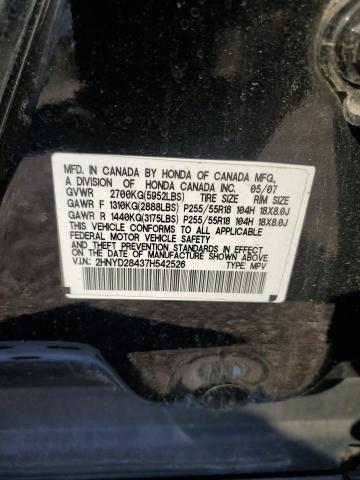 MFD. IN CANADA BY HONDA OF CANADA MFG.,
A DIVISION OF HONDA CANADA INC. 05/07
GVWR 2700KG(5952LBS) TIRE SIZE RIM SIZE
GAWR F 1310KG(2888LBS) P255/55R18 104H 18X8.0J
GAWR R 1440KG(3175LBS) P255/55R18 104H 18X8.0J
THIS VEHICLE CONFORMS TO ALL APPLICABLE
FEDERAL MOTOR VEHICLE SAFETY
AND THEFT PREVENTION STANDARDS IN EFFECT
ON THE DATE OF MANUFACTURE SHOWN ABOVE.
V.I.N.: 2HNYD28437H542526 TYPE: MPV